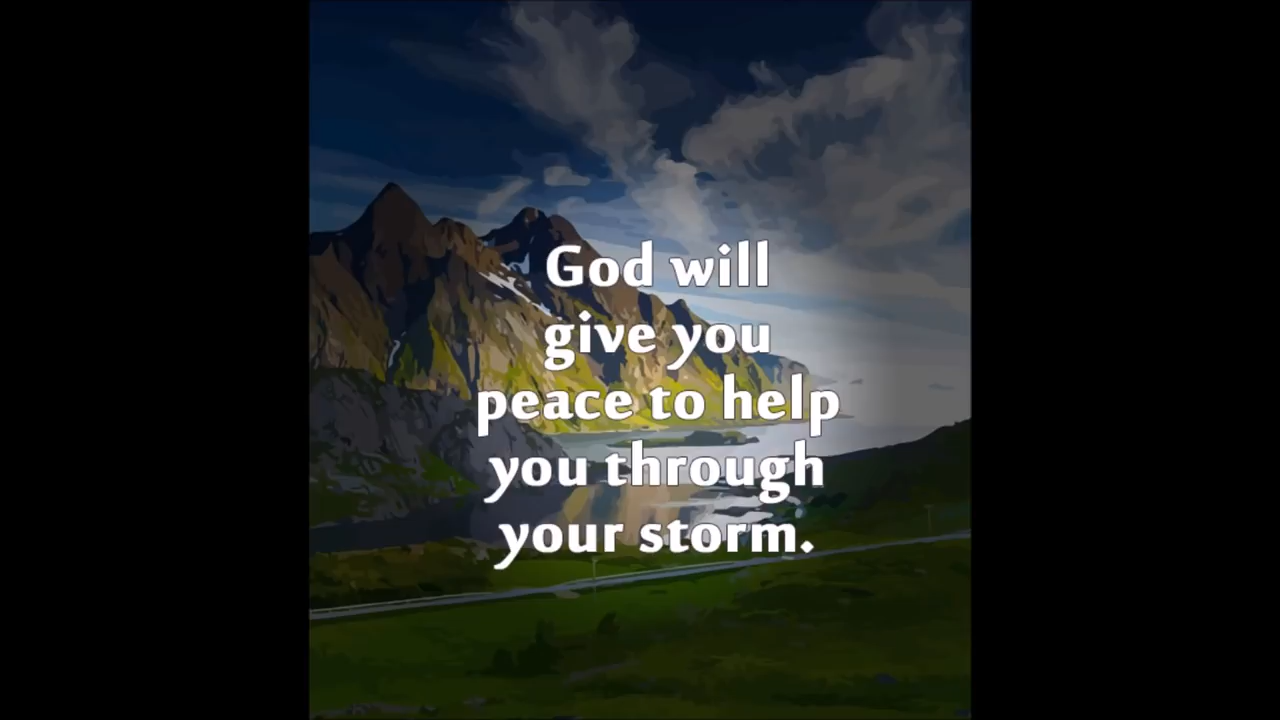 God will
give you
peace to help
you through
your storm.